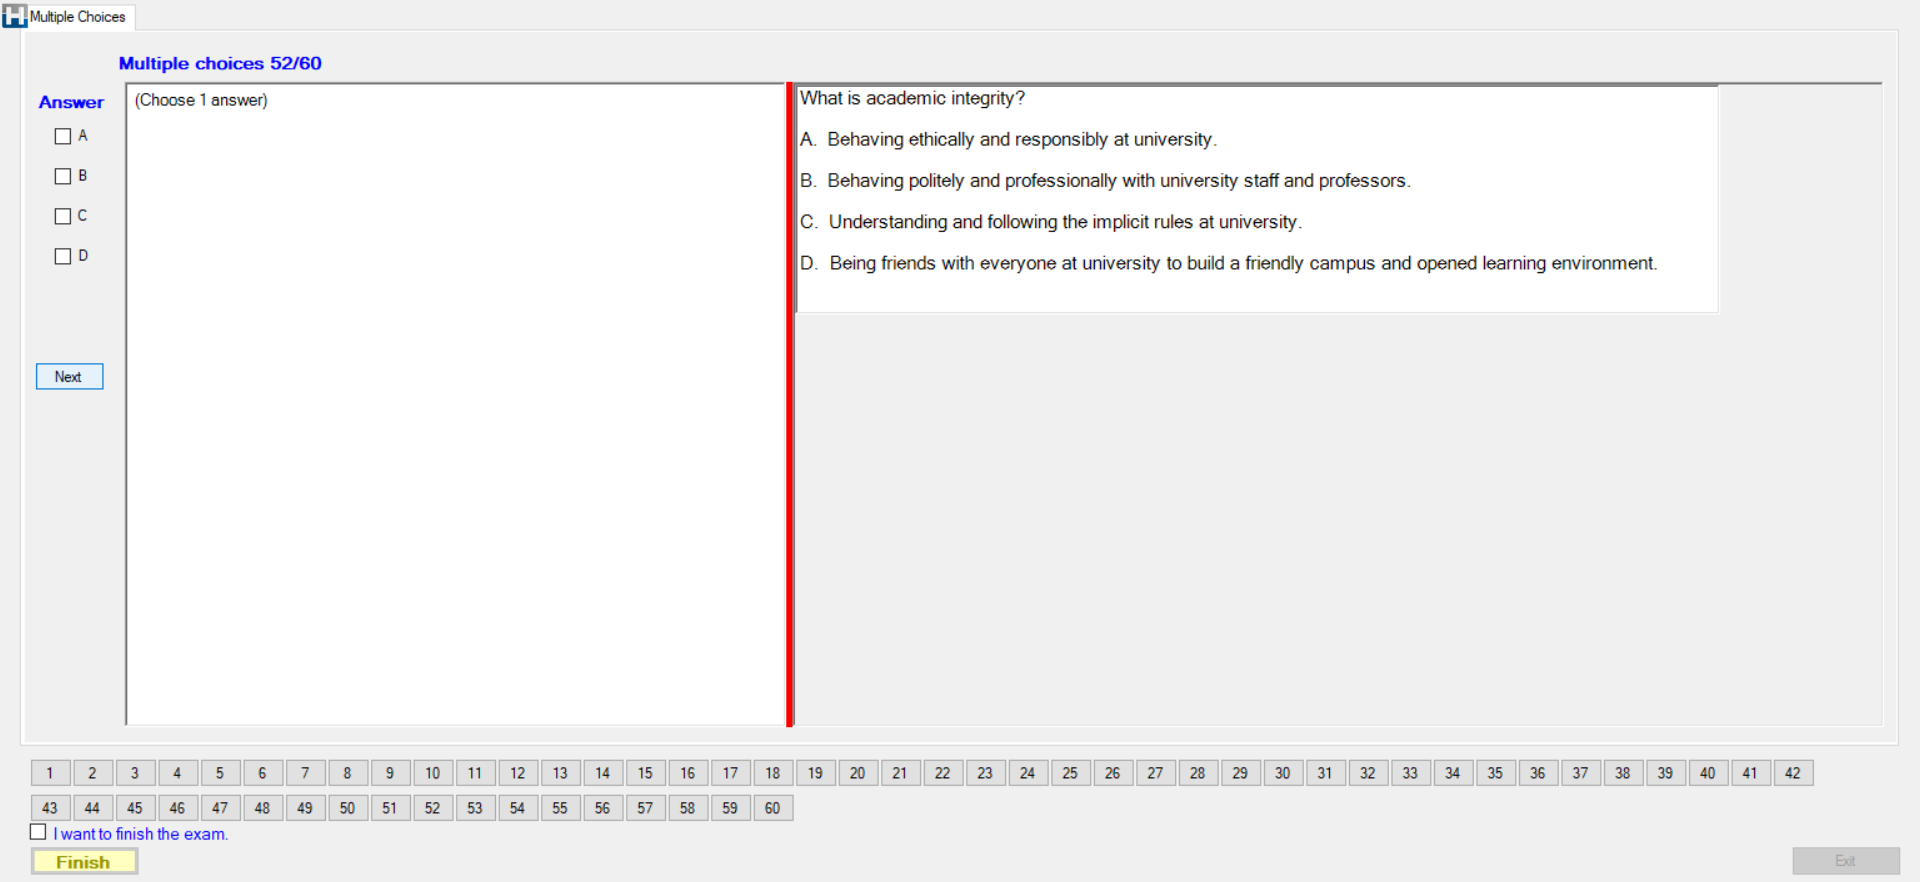 Multiple Choices
Multiple choices 52/60
Answer
(Choose 1 answer)
A
B
C
D
Next
What is academic integrity?
A. Behaving ethically and responsibly at university.
B. Behaving politely and professionally with university staff and professors.
C. Understanding and following the implicit rules at university.
D. Being friends with everyone at university to build a friendly campus and opened learning environment.
1 2 3 4 5 6 7 8 9 10 11 12 13 14 15 16 17 18 19 20 21 22 23 24 25 26 27 28 29 30 31 32 33 34 35 36 37 38 39 40 41 42
43 44 45 46 47 48 49 50 51 52 53 54 55 56 57 58 59 60
I want to finish the exam.
Finish
Exit